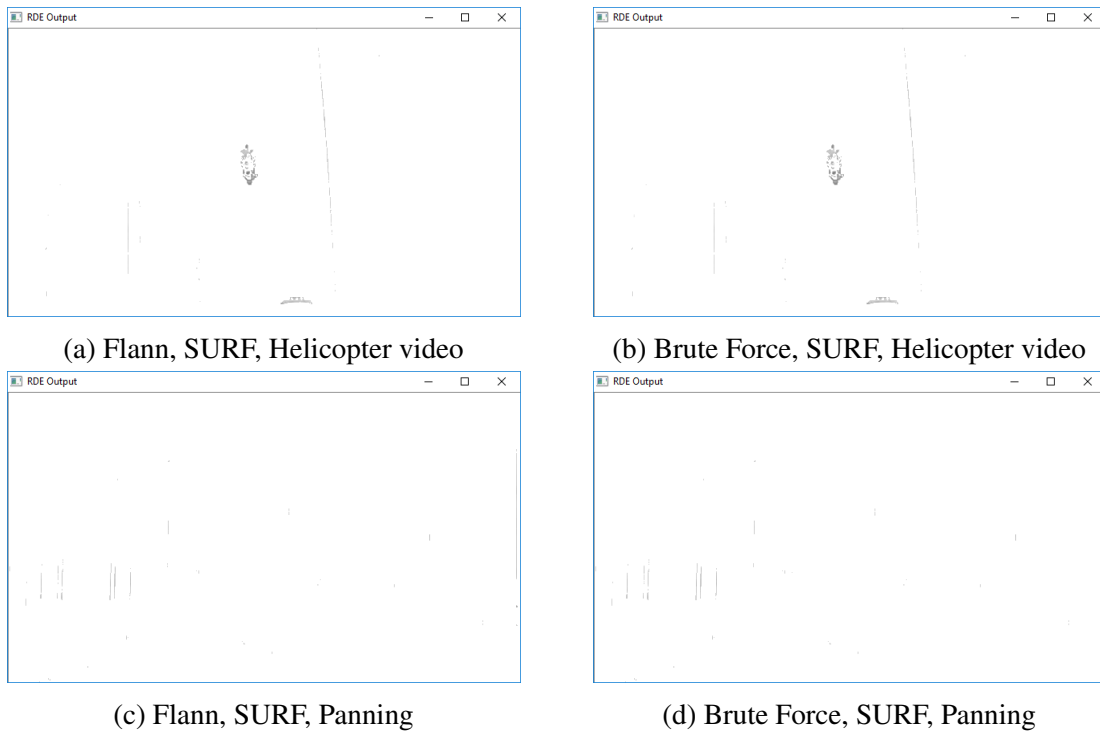 RDE Output
RDE Output
(a) Flann, SURF, Helicopter video
(b) Brute Force, SURF, Helicopter video
RDE Output
RDE Output
(c) Flann, SURF, Panning
(d) Brute Force, SURF, Panning